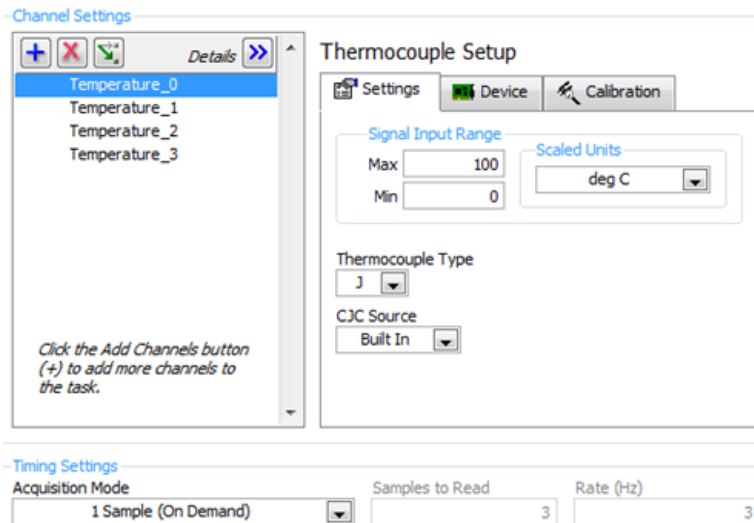 Channel Settings
Details
Temperature_0
Temperature_1
Temperature_2
Temperature_3
Click the Add Channels button
(+) to add more channels to
the task.
Thermocouple Setup
Settings
Device
Calibration
Signal Input Range
Max 100
Min 0
Scaled Units
deg C
Thermocouple Type
J
CJC Source
Built In
Timing Settings
Acquisition Mode
1 Sample (On Demand)
Samples to Read
3
Rate (Hz)
3